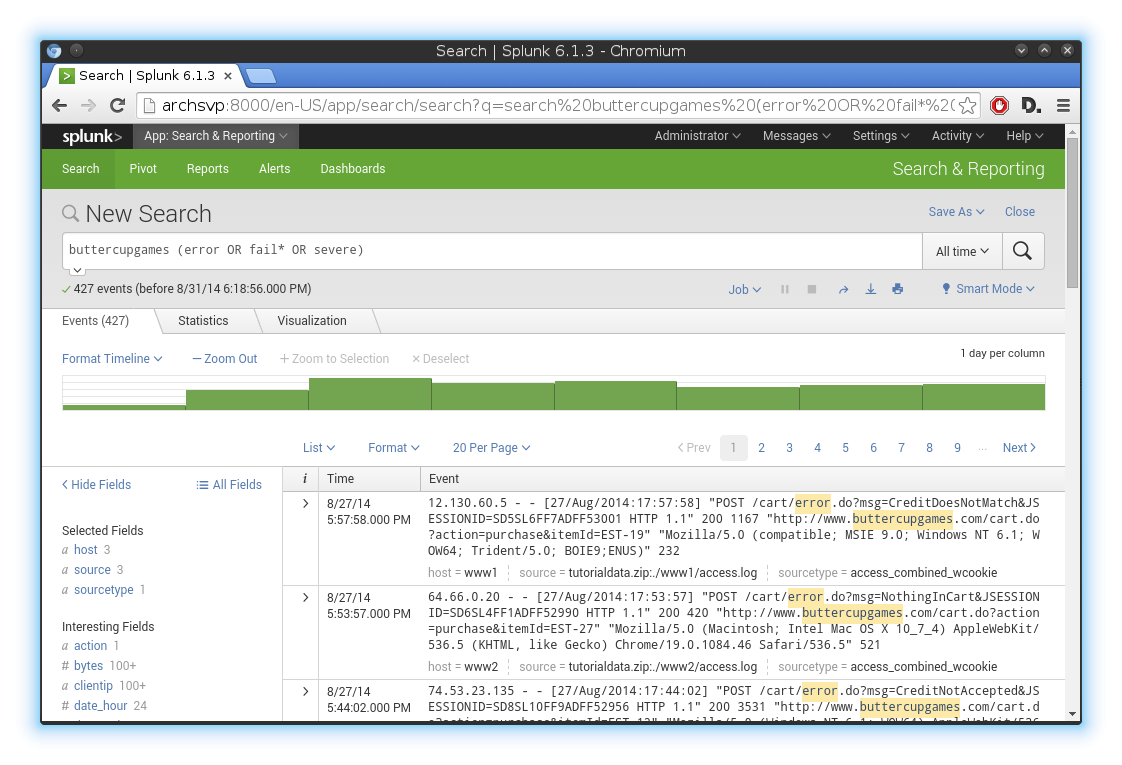 Search | Splunk 6.1.3 - Chromium
Search | Splunk 6.1.3 ×
archsvp:8000/en-US/app/search/search?q=search%20buttercupgames%20(error%20OR%20fail*%20(
splunk> App: Search & Reporting Administrator Messages Settings Activity Help
Search Pivot Reports Alerts Dashboards Search & Reporting
New Search Save As Close
buttercupgames (error OR fail* OR severe) All time
427 events (before 8/31/14 6:18:56.000 PM) Job Smart Mode
Events (427) Statistics Visualization
Format Timeline — Zoom Out + Zoom to Selection × Deselect 1 day per column
List Format 20 Per Page < Prev 1 2 3 4 5 6 7 8 9 ... Next >
< Hide Fields All Fields
Selected Fields
a host 3
a source 3
a sourcetype 1
Interesting Fields
a action 1
# bytes 100+
a clientip 100+
# date_hour 24
i Time Event
> 8/27/14
5:57:58.000 PM
12.130.60.5 - - [27/Aug/2014:17:57:58] "POST /cart/error.do?msg=CreditDoesNotMatch&JS
ESSIONID=SD5SL6FF7ADFF53001 HTTP 1.1" 200 1167 "http://www.buttercupgames.com/cart.do
?action=purchase&itemId=EST-19" "Mozilla/5.0 (compatible; MSIE 9.0; Windows NT 6.1; W
OW64; Trident/5.0; BOIE9;ENUS)" 232
host = www1 source = tutorialdata.zip:./www1/access.log sourcetype = access_combined_wcookie
> 8/27/14
5:53:57.000 PM
64.66.0.20 - - [27/Aug/2014:17:53:57] "POST /cart/error.do?msg=NothingInCart&JSESSION
ID=SD6SL4FF1ADFF52990 HTTP 1.1" 200 420 "http://www.buttercupgames.com/cart.do?action
=purchase&itemId=EST-27" "Mozilla/5.0 (Macintosh; Intel Mac OS X 10_7_4) AppleWebKit/
536.5 (KHTML, like Gecko) Chrome/19.0.1084.46 Safari/536.5" 521
host = www2 source = tutorialdata.zip:./www2/access.log sourcetype = access_combined_wcookie
> 8/27/14
5:44:02.000 PM
74.53.23.135 - - [27/Aug/2014:17:44:02] "POST /cart/error.do?msg=CreditNotAccepted&JS
ESSIONID=SD8SL10FF9ADFF52956 HTTP 1.1" 200 3531 "http://www.buttercupgames.com/cart.d